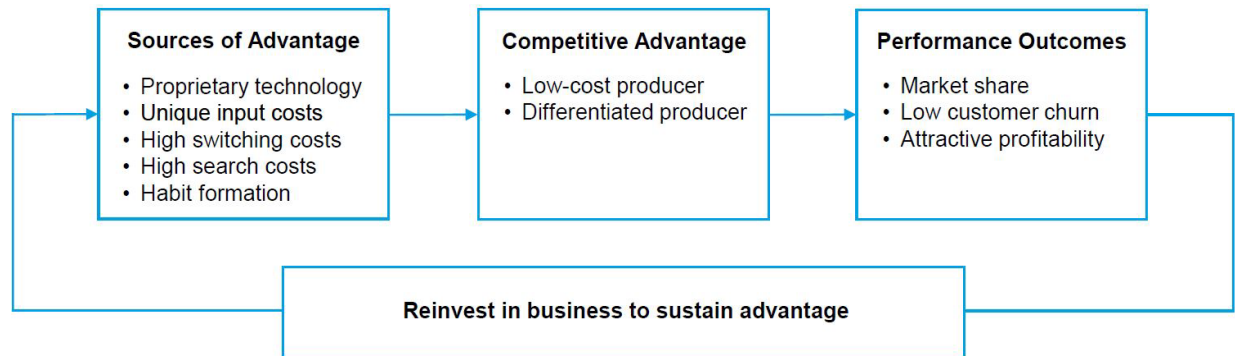 Sources of Advantage
• Proprietary technology
• Unique input costs
• High switching costs
• High search costs
• Habit formation
Competitive Advantage
• Low-cost producer
• Differentiated producer
Performance Outcomes
• Market share
• Low customer churn
• Attractive profitability
Reinvest in business to sustain advantage